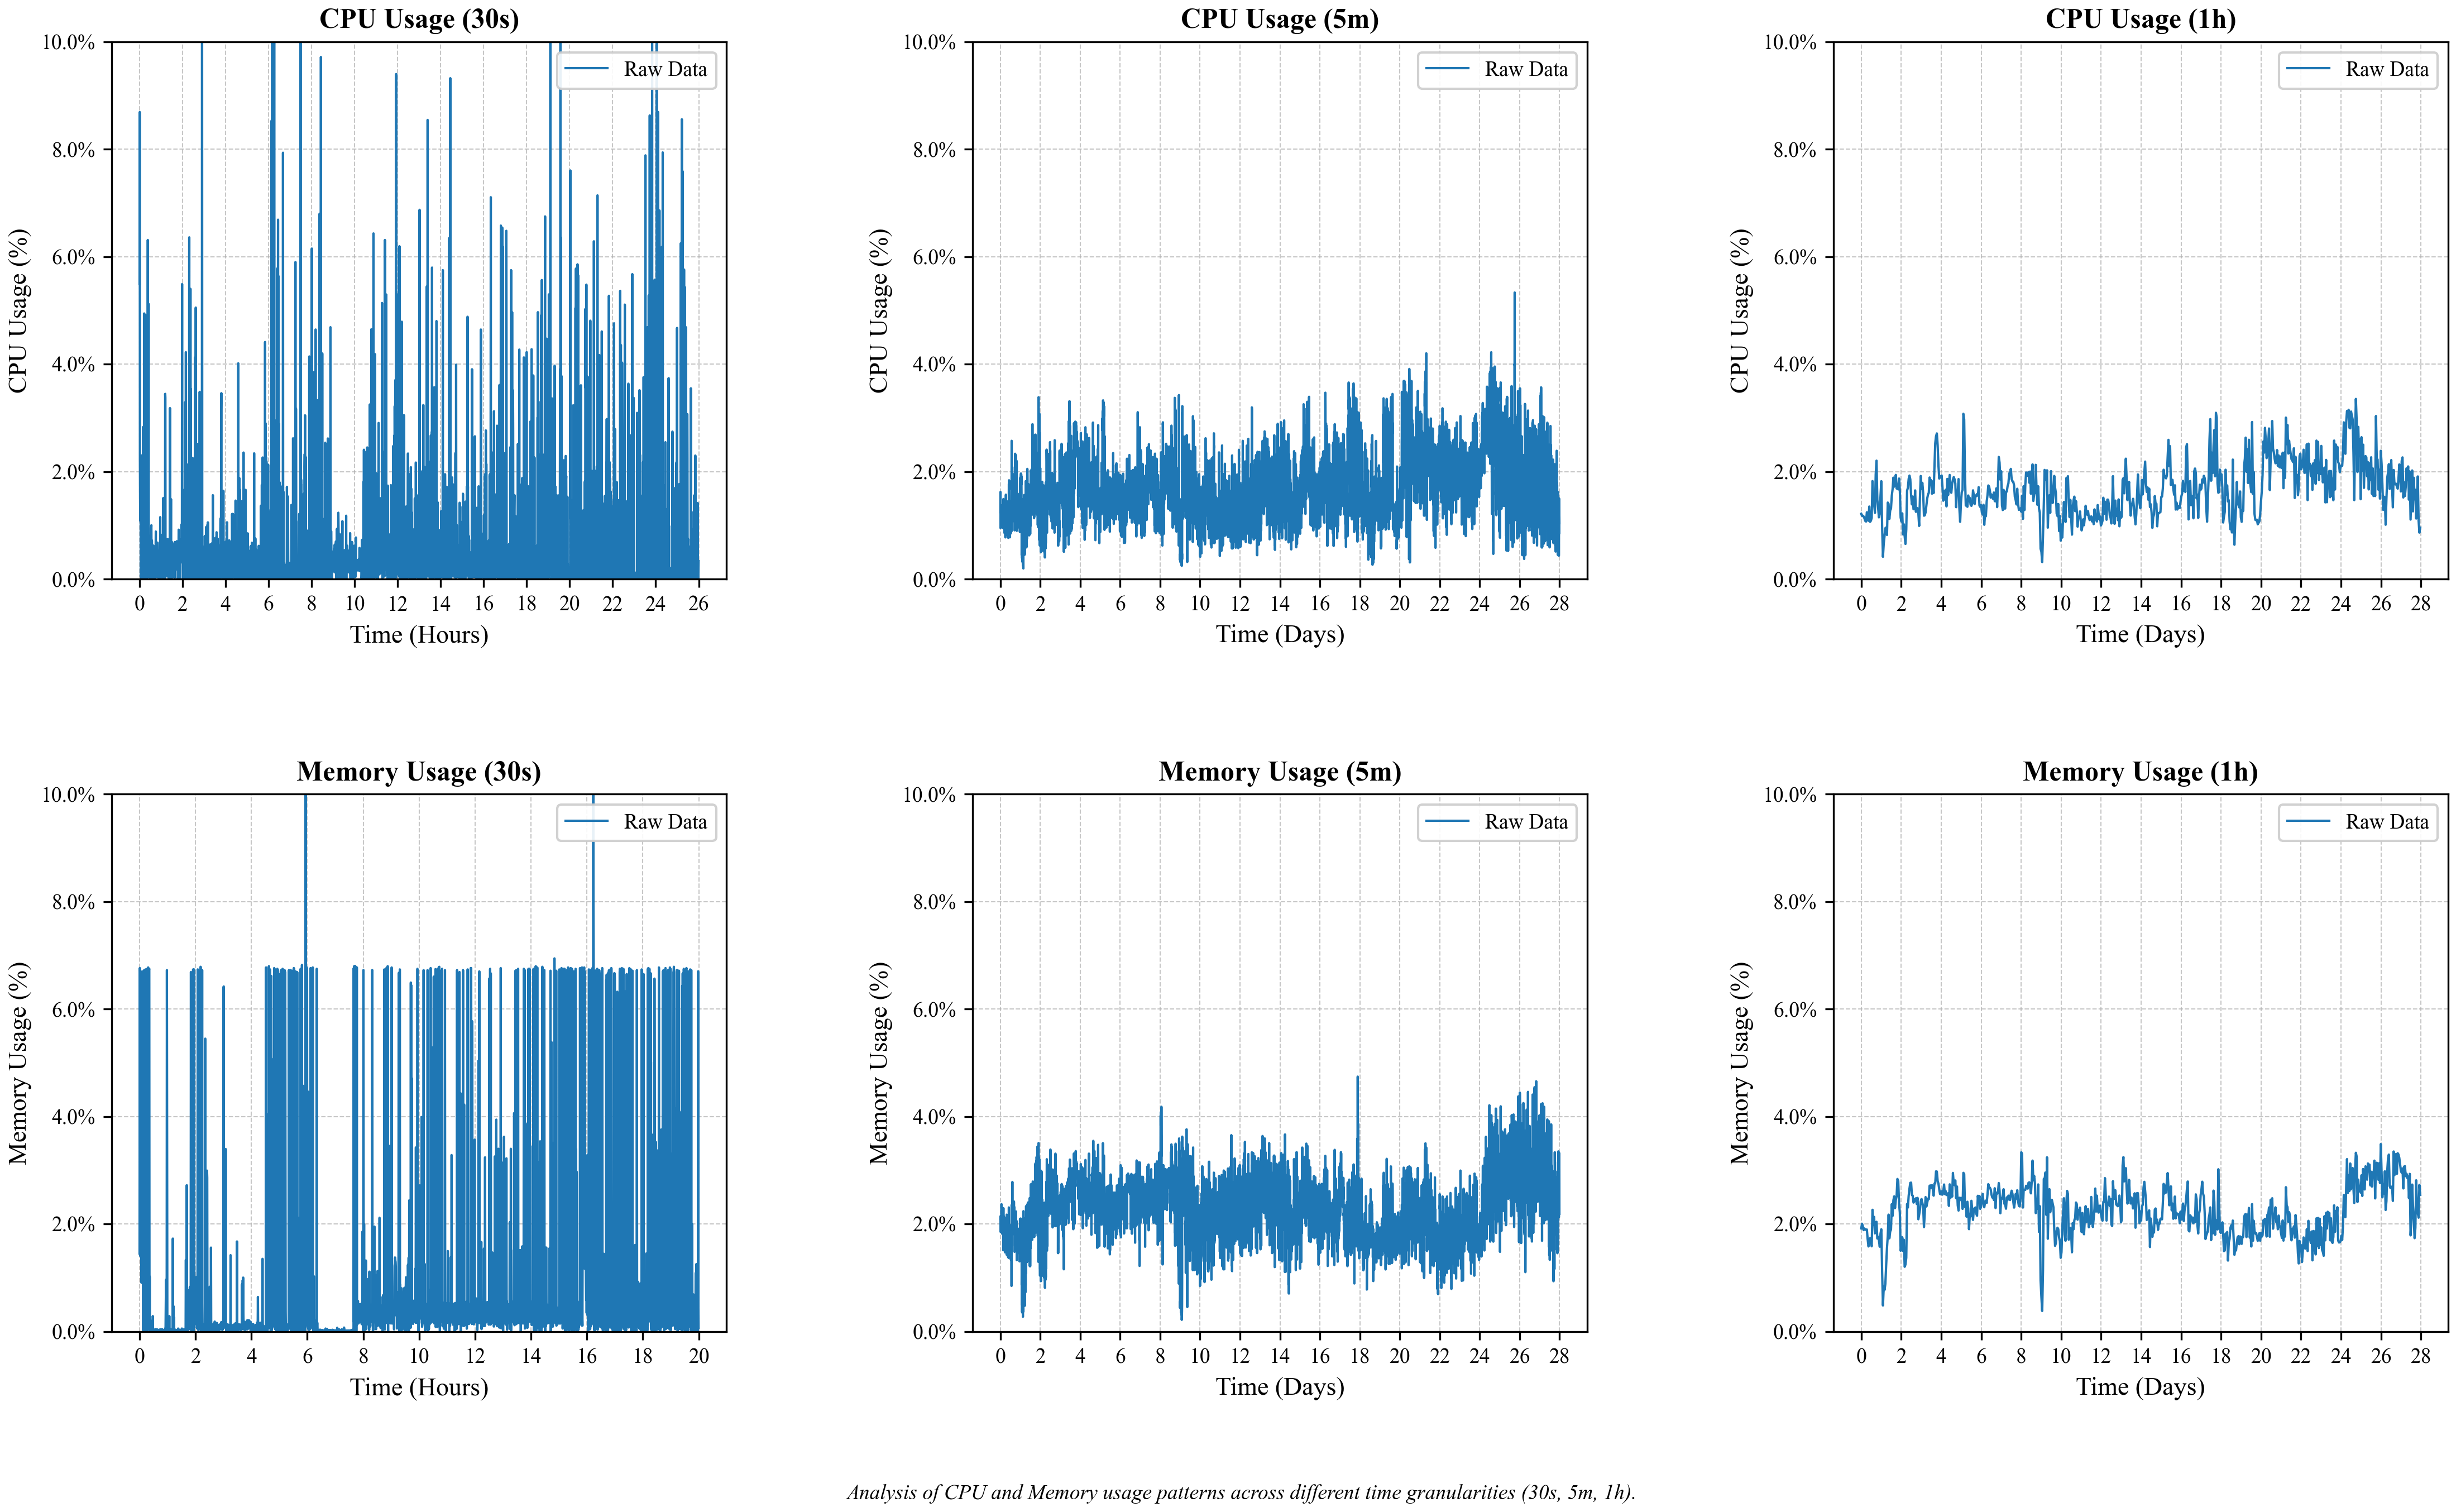 CPU Usage (30s)
CPU Usage (%)
10.0%
8.0%
6.0%
4.0%
2.0%
0.0%
Raw Data
0 2 4 6 8 10 12 14 16 18 20 22 24 26
Time (Hours)
CPU Usage (5m)
CPU Usage (%)
10.0%
8.0%
6.0%
4.0%
2.0%
0.0%
Raw Data
0 2 4 6 8 10 12 14 16 18 20 22 24 26 28
Time (Days)
CPU Usage (1h)
CPU Usage (%)
10.0%
8.0%
6.0%
4.0%
2.0%
0.0%
Raw Data
0 2 4 6 8 10 12 14 16 18 20 22 24 26 28
Time (Days)
Memory Usage (30s)
Memory Usage (%)
10.0%
8.0%
6.0%
4.0%
2.0%
0.0%
Raw Data
0 2 4 6 8 10 12 14 16 18 20
Time (Hours)
Memory Usage (5m)
Memory Usage (%)
10.0%
8.0%
6.0%
4.0%
2.0%
0.0%
Raw Data
0 2 4 6 8 10 12 14 16 18 20 22 24 26 28
Time (Days)
Memory Usage (1h)
Memory Usage (%)
10.0%
8.0%
6.0%
4.0%
2.0%
0.0%
Raw Data
0 2 4 6 8 10 12 14 16 18 20 22 24 26 28
Time (Days)
Analysis of CPU and Memory usage patterns across different time granularities (30s, 5m, 1h).